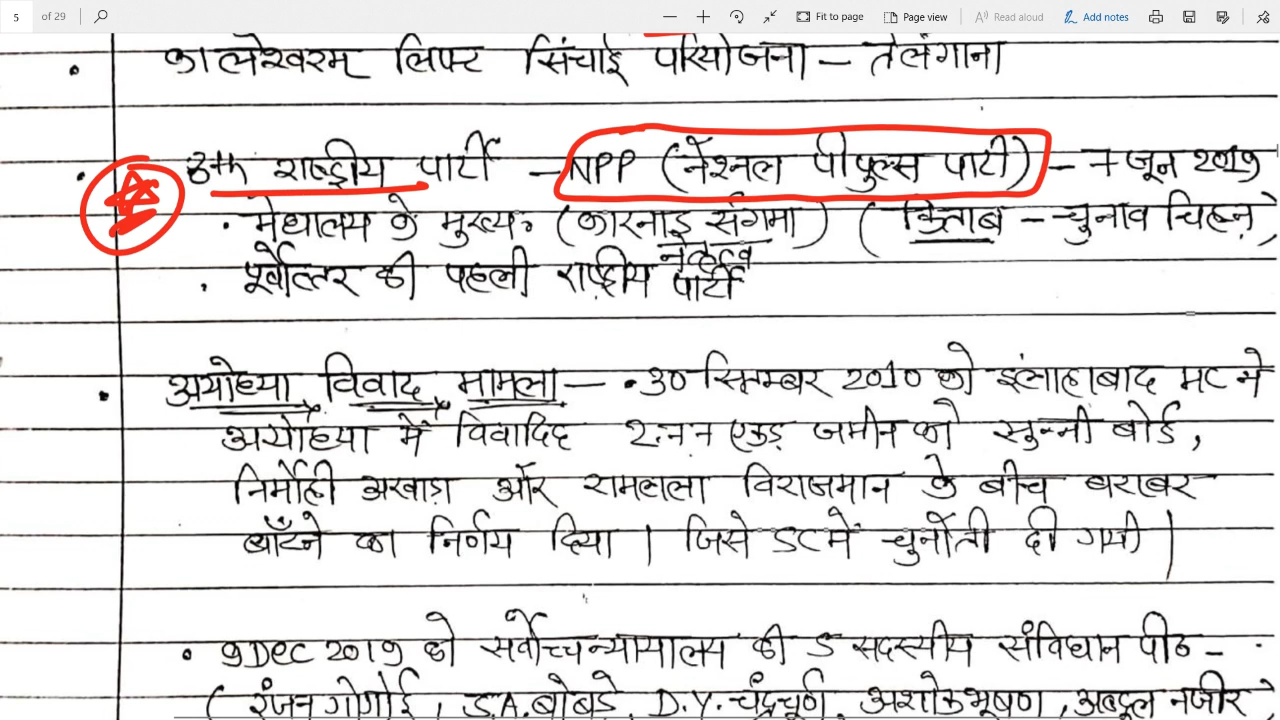 5 of 29
Fit to page Page view Read aloud Add notes
कालेश्वरम् लिफ्ट सिंचाई परियोजना – तेलंगाना
8th राष्ट्रीय पार्टी – NPP (नेश्नल पीपुल्स पार्टी) – 7 जून 2019
मेघालय के मुख्य॰ (कारनाड संगमा) (किताब – चुनाव चिह्न,
नेतृत्व
पूर्वोत्तर की पहली राष्ट्रीय पार्टी
अयोध्या विवाद मामला – 30 सितम्बर 2010 को इलाहाबाद HC ने
अयोध्या में विवादित 2.77 एकड़ जमीन को सुन्नी बोर्ड,
निर्मोही अखाड़ा और रामलला विराजमान के बीच बराबर
बाँटने का निर्णय दिया। जिसे SC में चुनौती दी गयी।
9 Dec 2019 को सर्वोच्च न्यायालय की 5 सदस्यीय संविधान पीठ –
(रंजन गोगोई, S.A. बोबडे, D.Y. चंद्रचूर्ण, अशोक भूषण, अब्दुल नजीर,